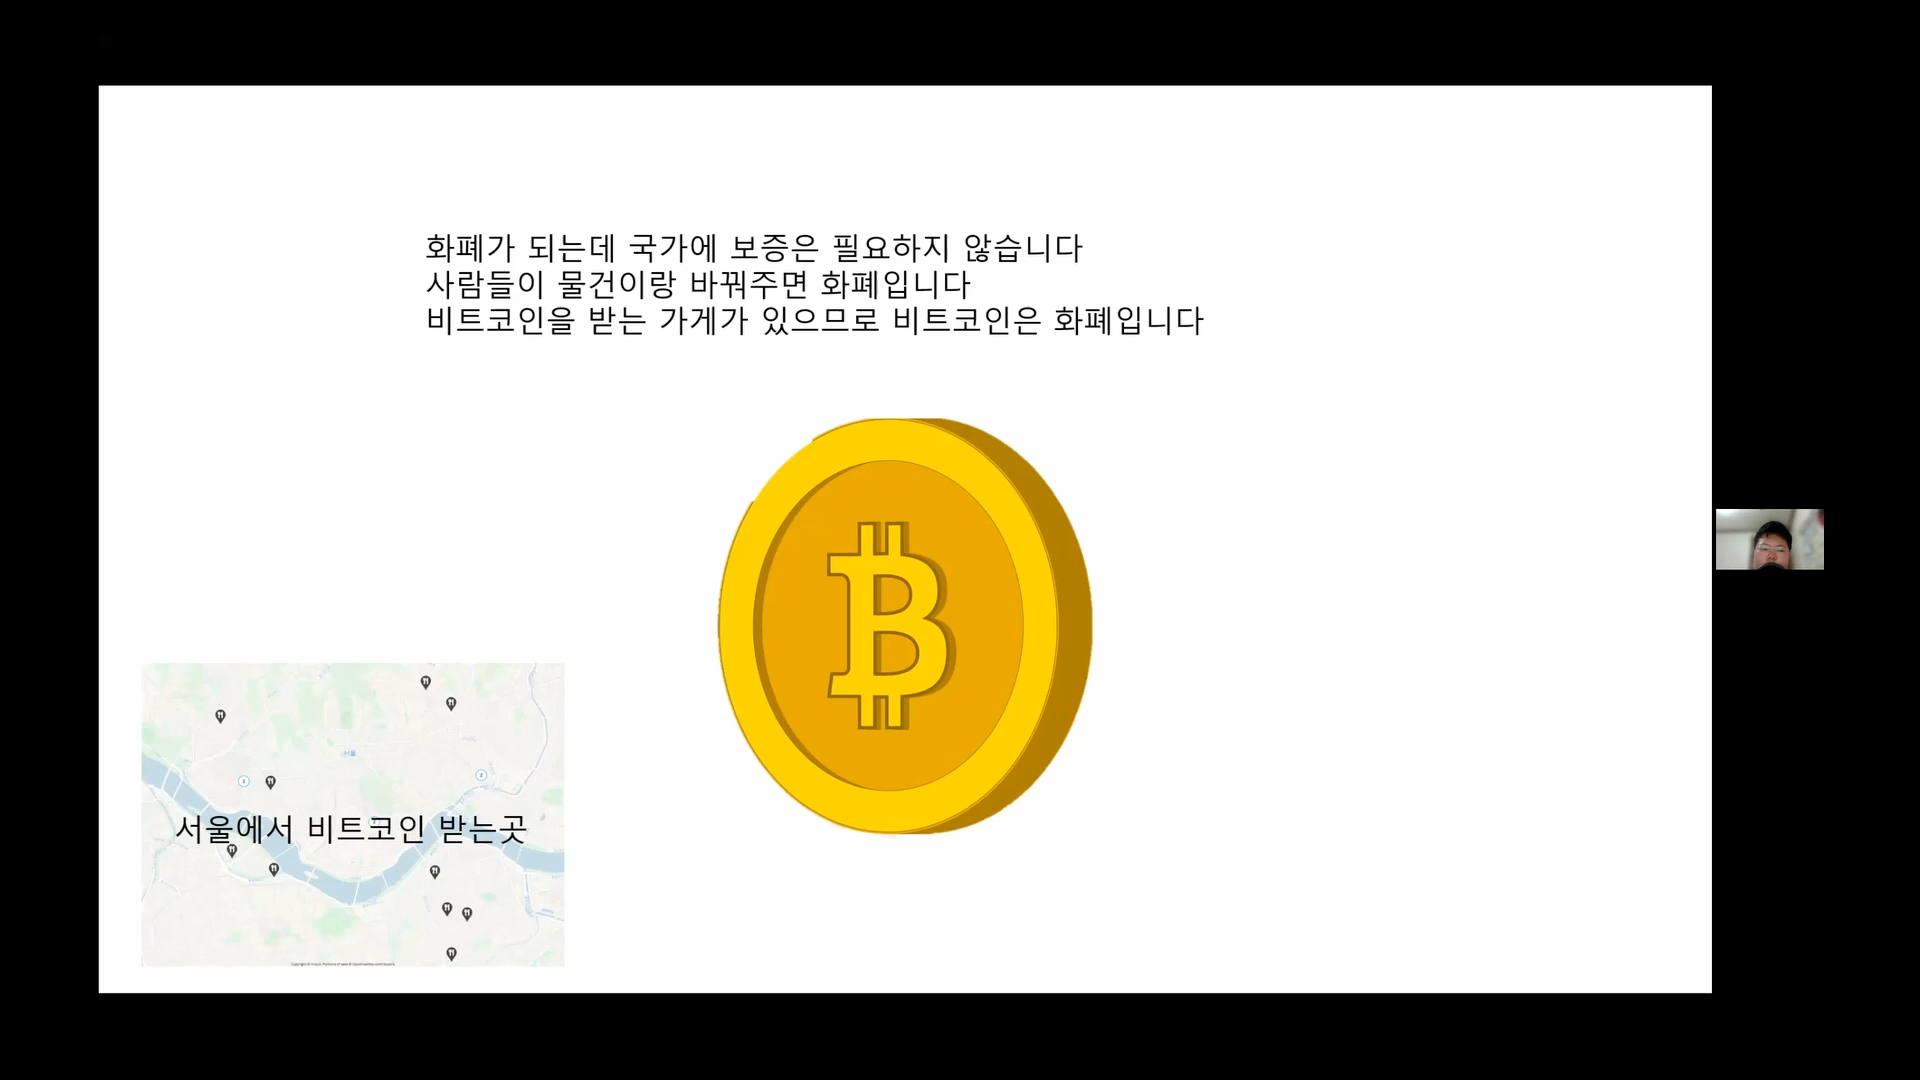 화폐가 되는데 국가에 보증은 필요하지 않습니다
사람들이 물건이랑 바꿔주면 화폐입니다
비트코인을 받는 가게가 있으므로 비트코인은 화폐입니다
서울
서울에서 비트코인 받는곳